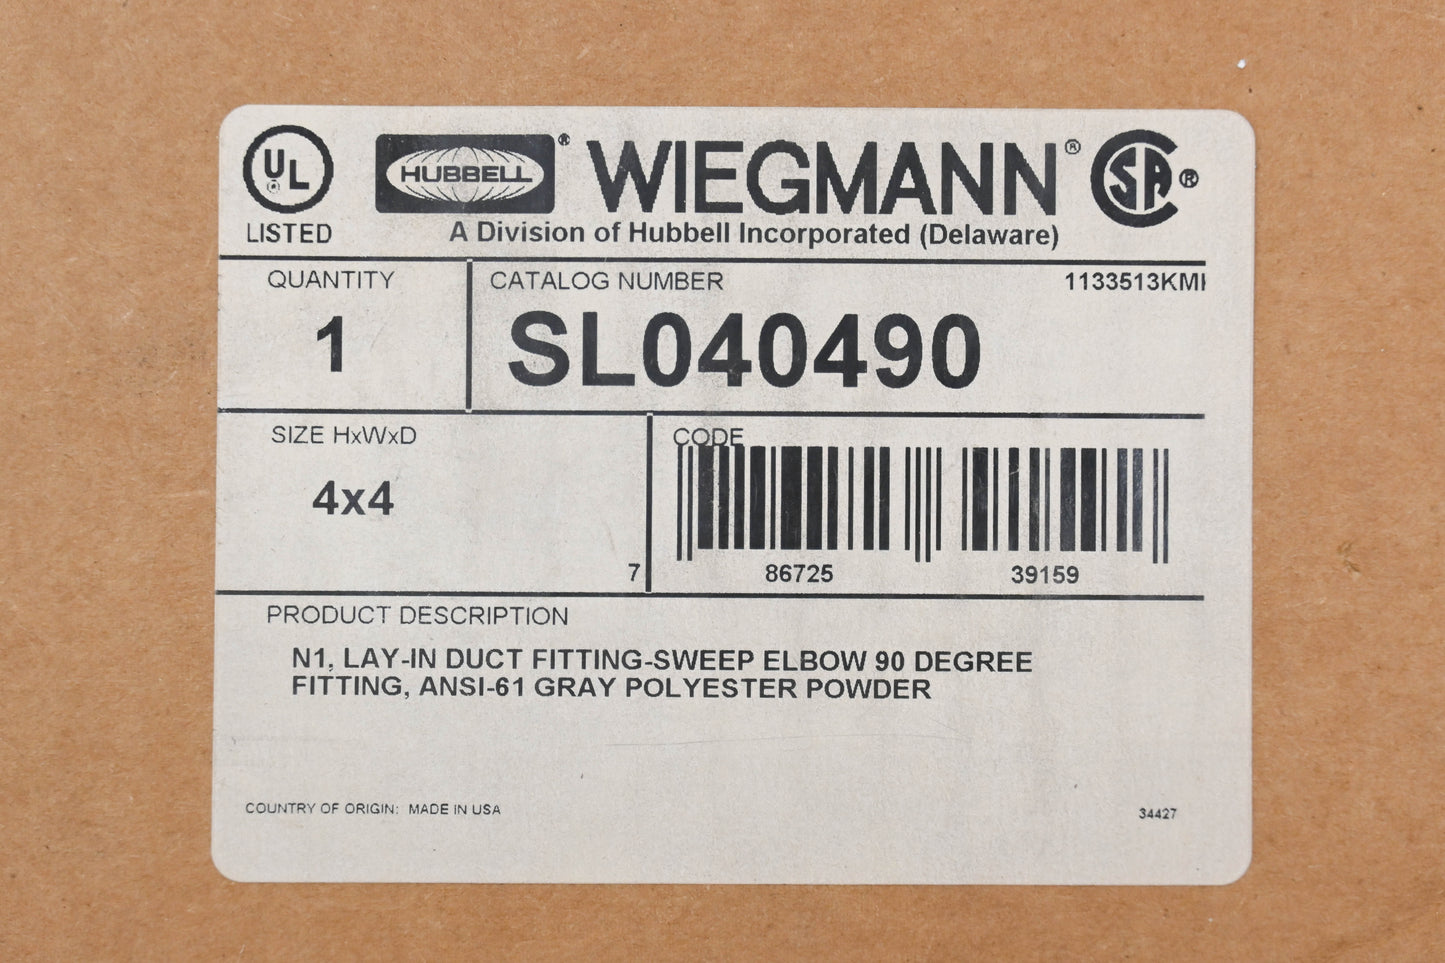 UL
LISTED
HUBBELL® WIEGMANN® SA®
A Division of Hubbell Incorporated (Delaware)
QUANTITY
1
CATALOG NUMBER
1133513KMI
SL040490
SIZE HxWxD
4x4
CODE
7 86725 39159
PRODUCT DESCRIPTION
N1, LAY-IN DUCT FITTING-SWEEP ELBOW 90 DEGREE
FITTING, ANSI-61 GRAY POLYESTER POWDER
COUNTRY OF ORIGIN: MADE IN USA
34427